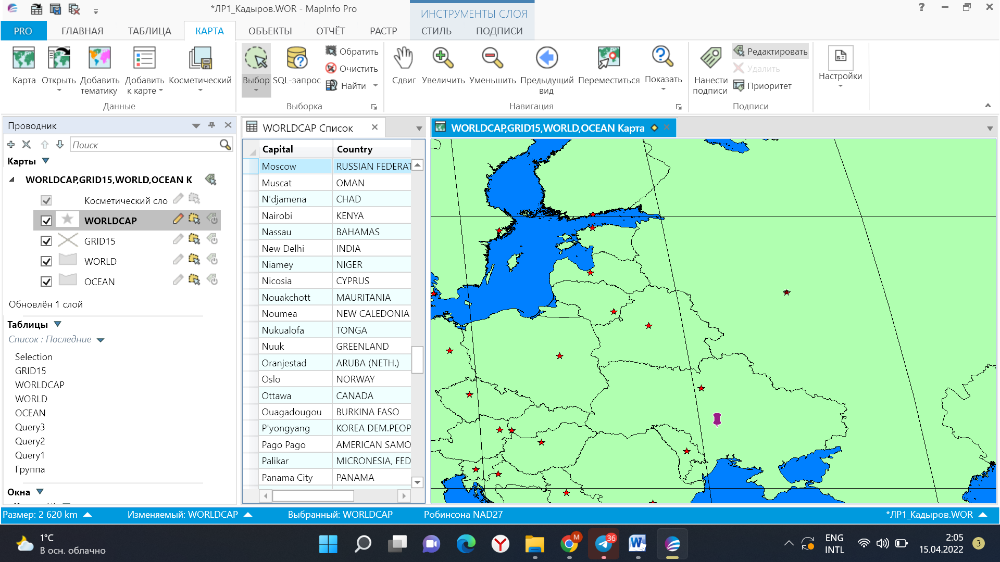 *ЛР1_Кадыров.WOR - MapInfo Pro
ИНСТРУМЕНТЫ СЛОЯ
PRO ГЛАВНАЯ ТАБЛИЦА КАРТА ОБЪЕКТЫ ОТЧЁТ РАСТР СТИЛЬ ПОДПИСИ
Карта
Открыть
Добавить тематику
Добавить к карте
Косметический
Данные
Выбор
SQL-запрос
Обратить
Очистить
Найти
Выборка
Сдвиг
Увеличить
Уменьшить
Предыдущий вид
Переместиться
Показать
Навигация
Нанести подписи
Редактировать
Удалить
Приоритет
Подписи
Настройки
Проводник
Поиск
Карты
WORLDCAP,GRID15,WORLD,OCEAN К
Косметический сло
WORLDCAP
GRID15
WORLD
OCEAN
Обновлён 1 слой
Таблицы
Список : Последние
Selection
GRID15
WORLDCAP
WORLD
OCEAN
Query3
Query2
Query1
Группа
Окна
WORLDCAP Список
Capital Country
Moscow RUSSIAN FEDERAT
Muscat OMAN
N'djamena CHAD
Nairobi KENYA
Nassau BAHAMAS
New Delhi INDIA
Niamey NIGER
Nicosia CYPRUS
Nouakchott MAURITANIA
Noumea NEW CALEDONIA
Nukualofa TONGA
Nuuk GREENLAND
Oranjestad ARUBA (NETH.)
Oslo NORWAY
Ottawa CANADA
Ouagadougou BURKINA FASO
P'yongyang KOREA DEM.PEOP
Pago Pago AMERICAN SAMO
Palikar MICRONESIA, FED
Panama City PANAMA
WORLDCAP,GRID15,WORLD,OCEAN Карта
Размер: 2 620 km Изменяемый: WORLDCAP Выбранный: WORLDCAP Робинсона NAD27 *ЛР1_Кадыров.WOR
1°C
В осн. облачно
M
36
ENG
INTL
2:05
15.04.2022
3